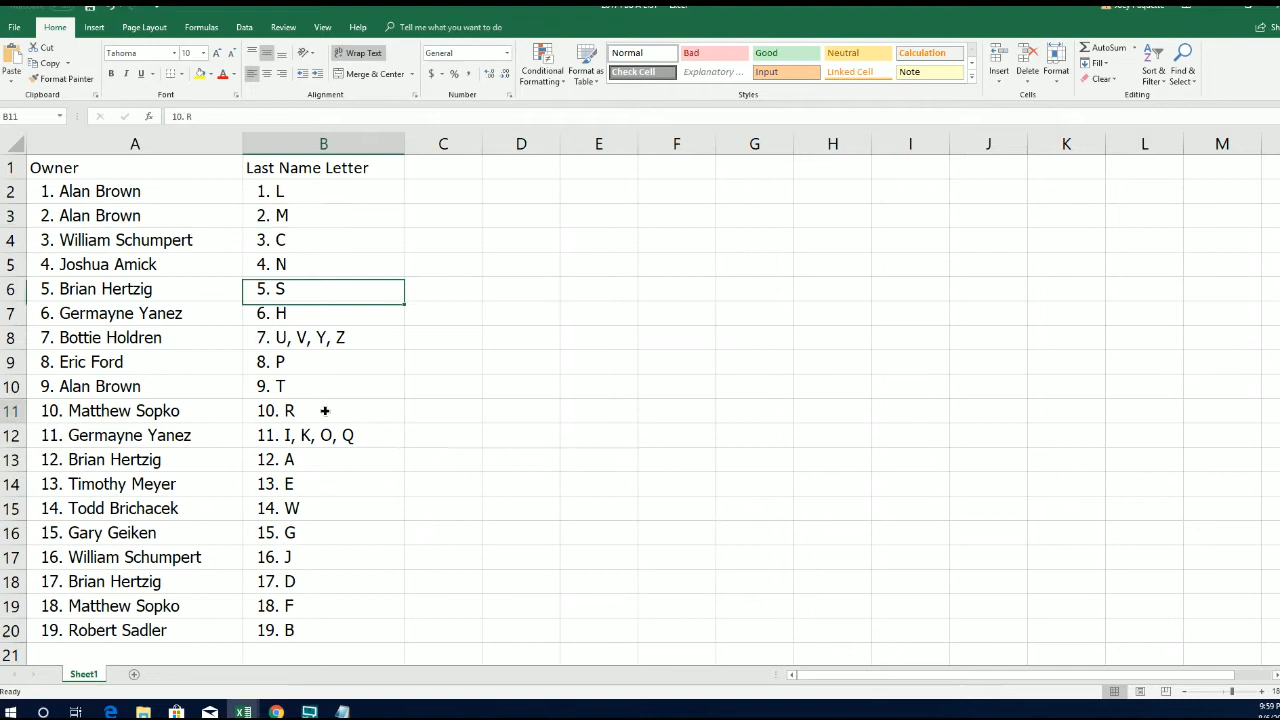 File Home Insert Page Layout Formulas Data Review View Help Tell me what you want to do
Cut
Copy
Format Painter
Paste
Clipboard
Tahoma 10
Font
Wrap Text
Merge & Center
Alignment
General
$ % ,
Number
Conditional Formatting
Format as Table
Normal Bad Good Neutral Calculation
Check Cell Explanatory ... Input Linked Cell Note
Styles
Insert Delete Format
Cells
AutoSum
Fill
Clear
Sort & Filter
Find & Select
Editing
B11 fx 10. R
A B C D E F G H I J K L M
1 Owner Last Name Letter
2 1. Alan Brown 1. L
3 2. Alan Brown 2. M
4 3. William Schumpert 3. C
5 4. Joshua Amick 4. N
6 5. Brian Hertzig 5. S
7 6. Germayne Yanez 6. H
8 7. Bottie Holdren 7. U, V, Y, Z
9 8. Eric Ford 8. P
10 9. Alan Brown 9. T
11 10. Matthew Sopko 10. R
12 11. Germayne Yanez 11. I, K, O, Q
13 12. Brian Hertzig 12. A
14 13. Timothy Meyer 13. E
15 14. Todd Brichacek 14. W
16 15. Gary Geiken 15. G
17 16. William Schumpert 16. J
18 17. Brian Hertzig 17. D
19 18. Matthew Sopko 18. F
20 19. Robert Sadler 19. B
21
Sheet1
Ready
9:59 P